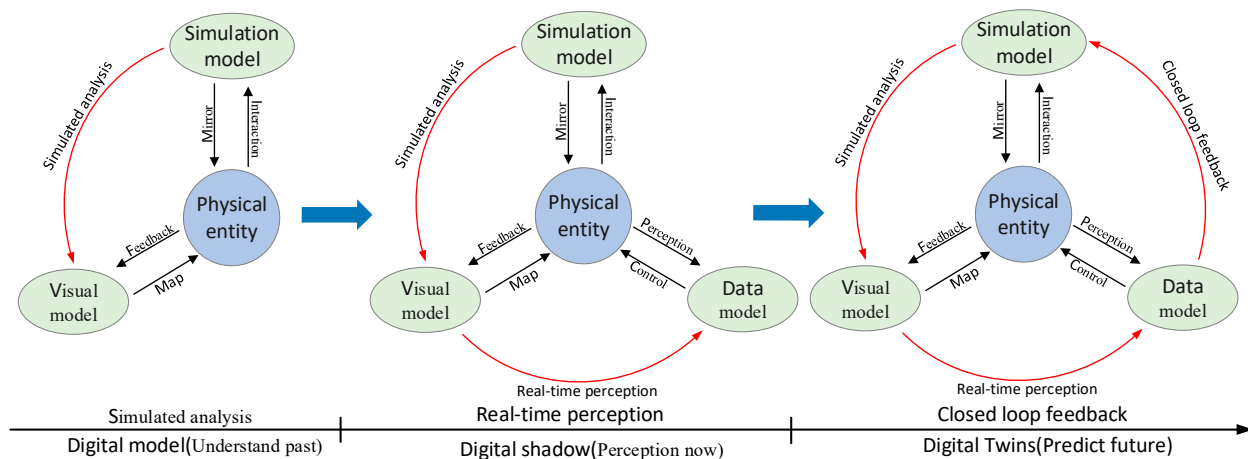 Simulation
model
Simulated analysis
Mirror
Interaction
Physical
entity
Feedback
Map
Visual
model
Simulation
model
Simulated analysis
Mirror
Interaction
Physical
entity
Feedback
Map
Perception
Control
Visual
model
Data
model
Real-time perception
Simulation
model
Simulated analysis
Closed loop feedback
Mirror
Interaction
Physical
entity
Feedback
Map
Perception
Control
Visual
model
Data
model
Real-time perception
Simulated analysis
Real-time perception
Closed loop feedback
Digital model(Understand past)
Digital shadow(Perception now)
Digital Twins(Predict future)